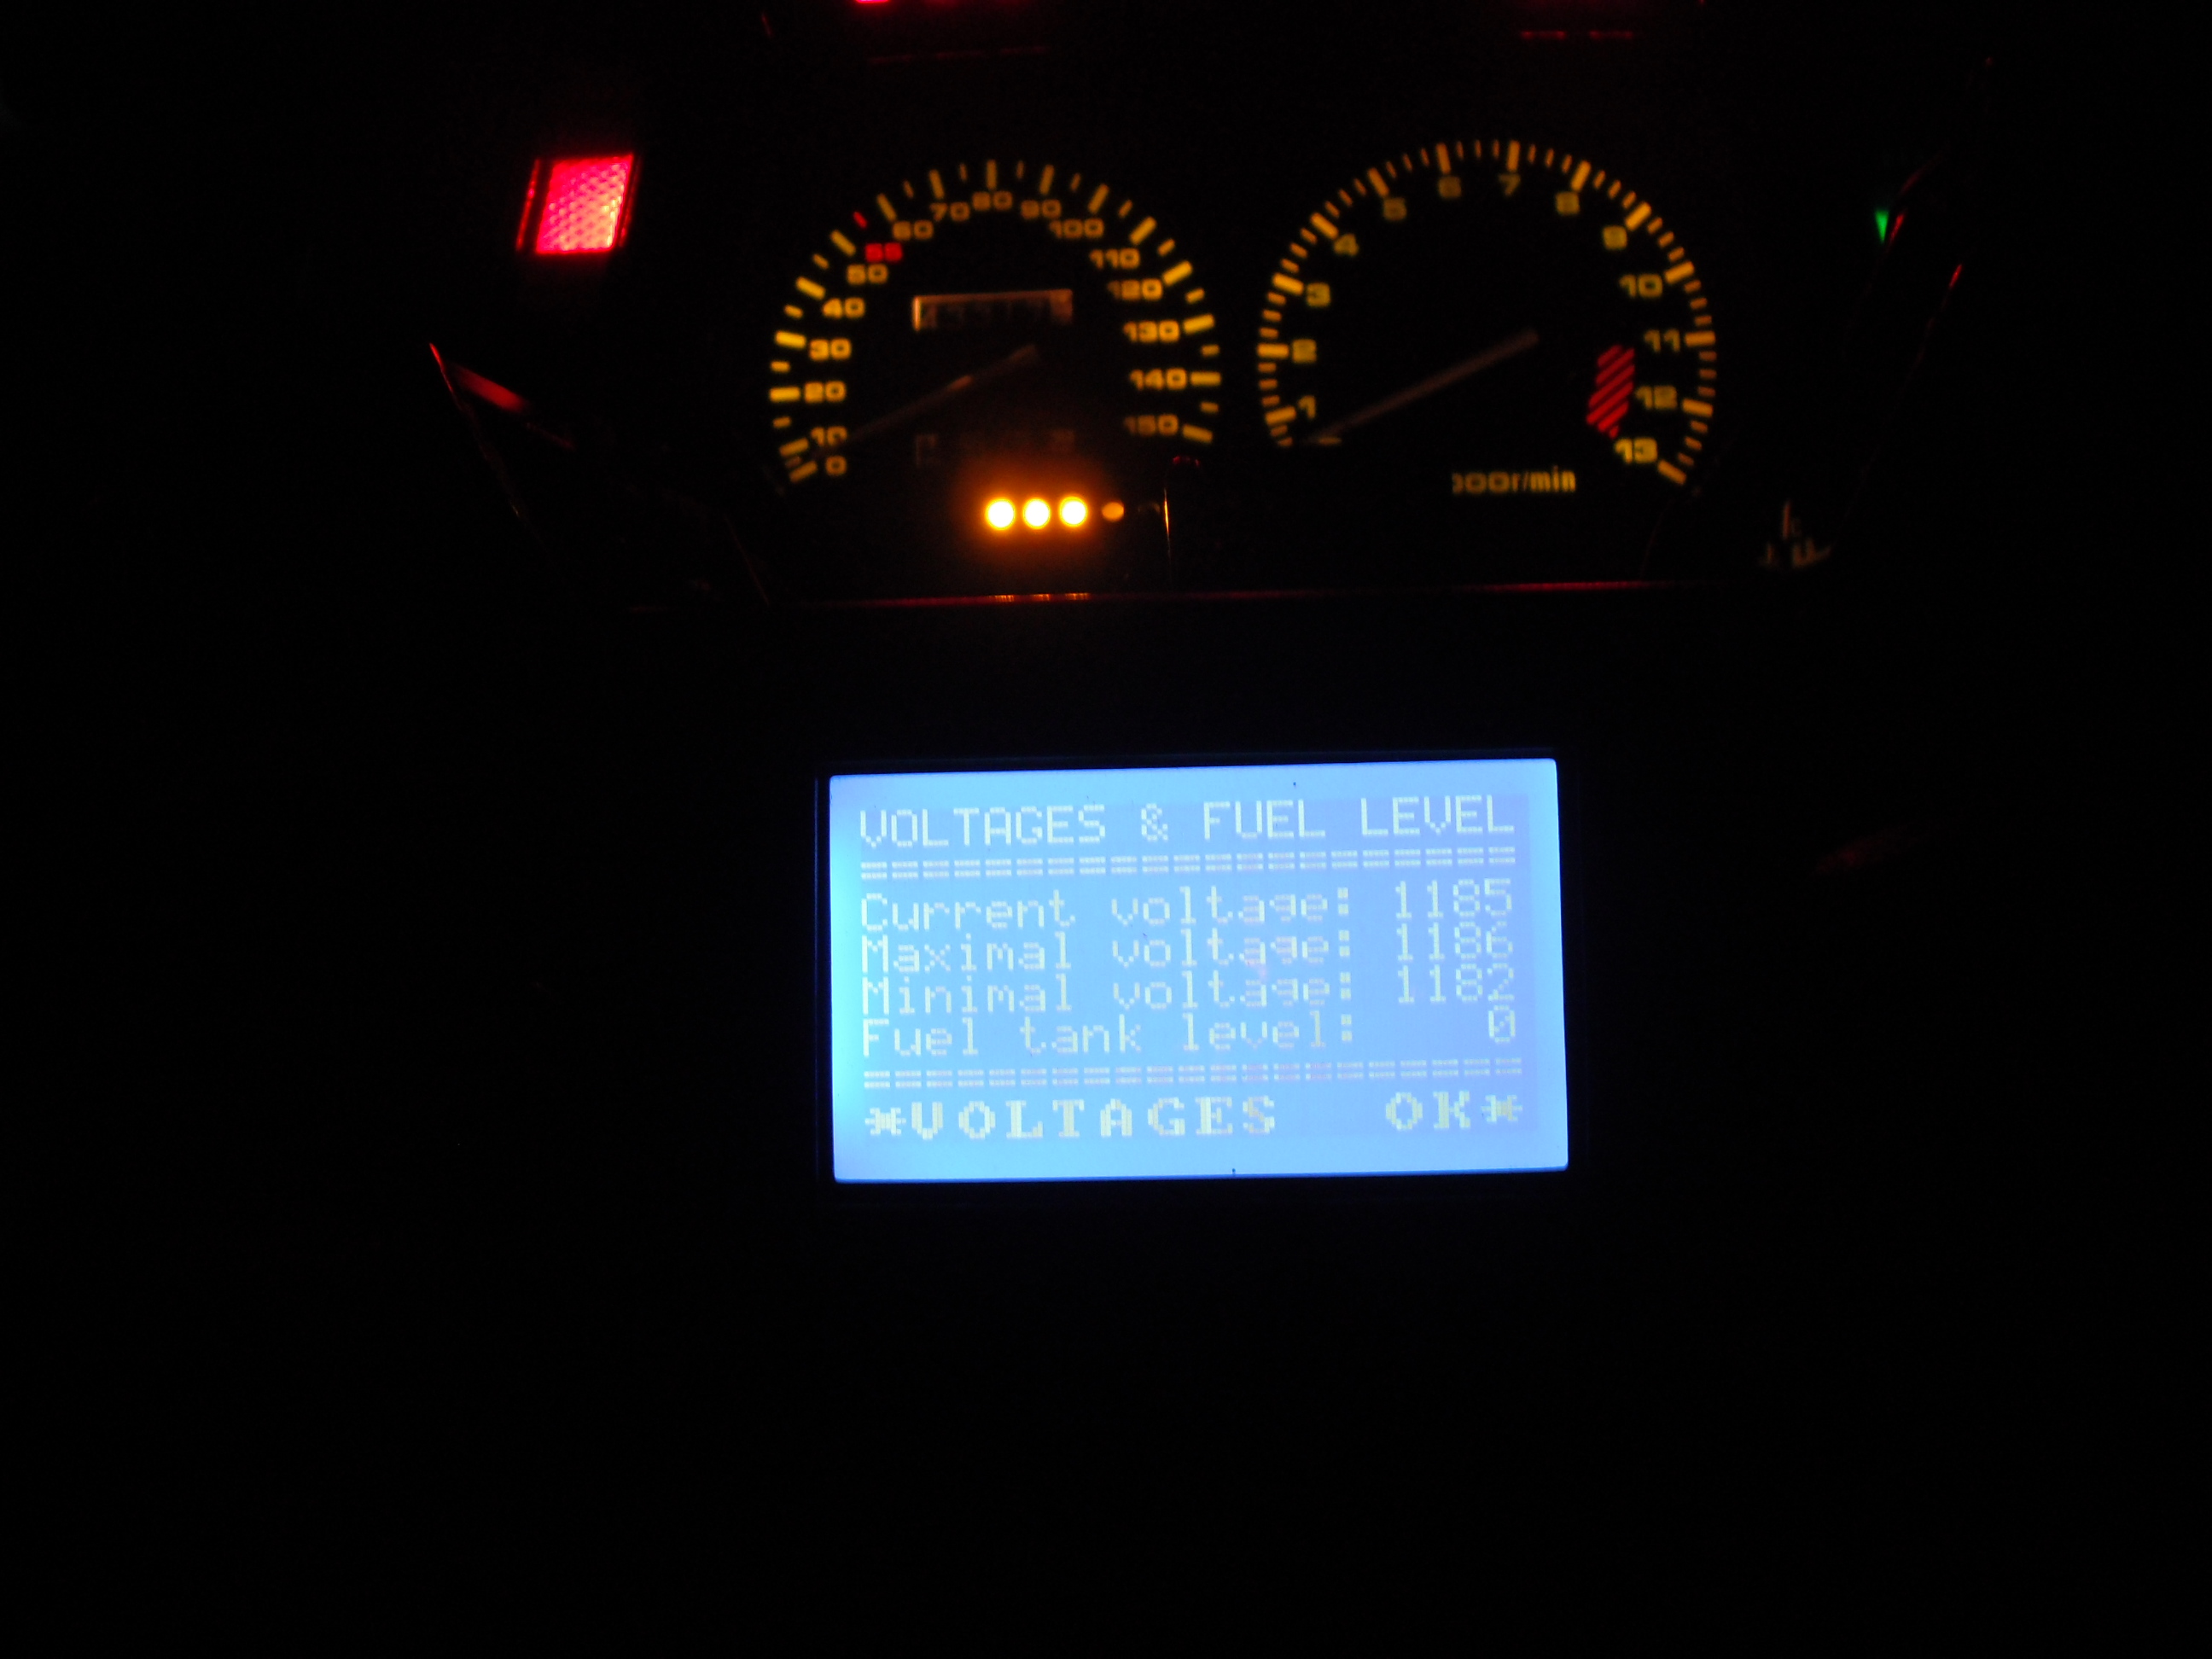 0 10 20 30 40 50 55 60 70 80 90 100 110 120 130 140 150
1 2 3 4 5 6 7 8 9 10 11 12 13
r/min
VOLTAGES & FUEL LEVEL
=====================
Current voltage: 1185
Maximal voltage: 1186
Minimal voltage: 1182
Fuel tank level: 0
=====================
*VOLTAGES OK*